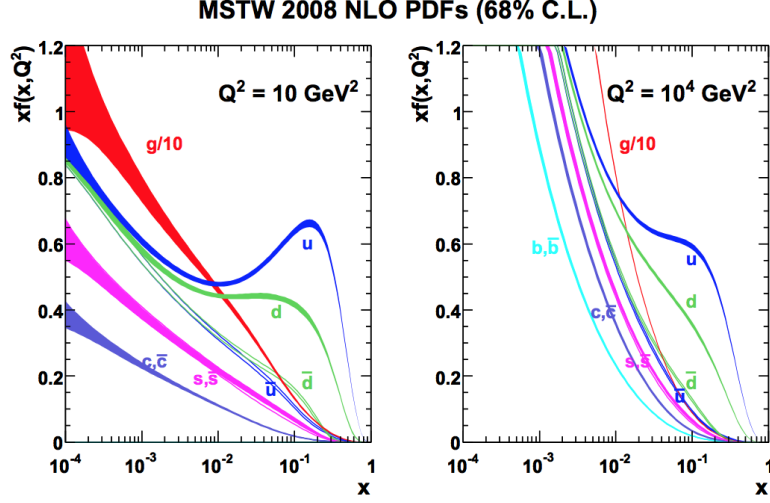 MSTW 2008 NLO PDFs (68% C.L.)
xf(x,Q²)
1.2
1
0.8
0.6
0.4
0.2
0
Q² = 10 GeV²
g/10
u
d
c,c̅
s,s̅
u̅
d̅
10⁻⁴
10⁻³
10⁻²
10⁻¹
1
x
xf(x,Q²)
1.2
1
0.8
0.6
0.4
0.2
0
Q² = 10⁴ GeV²
g/10
b,b̅
u
d
c,c̅
s,s̅
d̅
u̅
10⁻⁴
10⁻³
10⁻²
10⁻¹
1
x